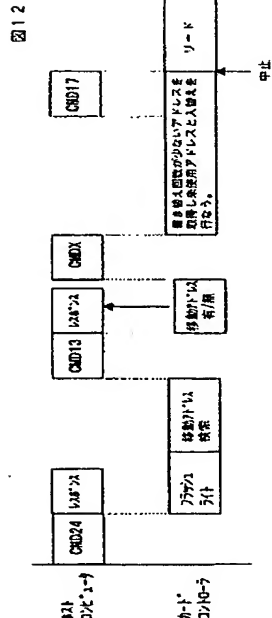 図12
ホスト
コンピュータ
CMD24
レスポンス
CMD13
レスポンス
CMDX
CMD17
カード
コントローラ
フラッシュ
ライト
移動アドレス
検索
移動アドレス
有/無
書き替え回数が少ないアドレスを
取得し未使用アドレスと入替えを
行なう。
リード
中止